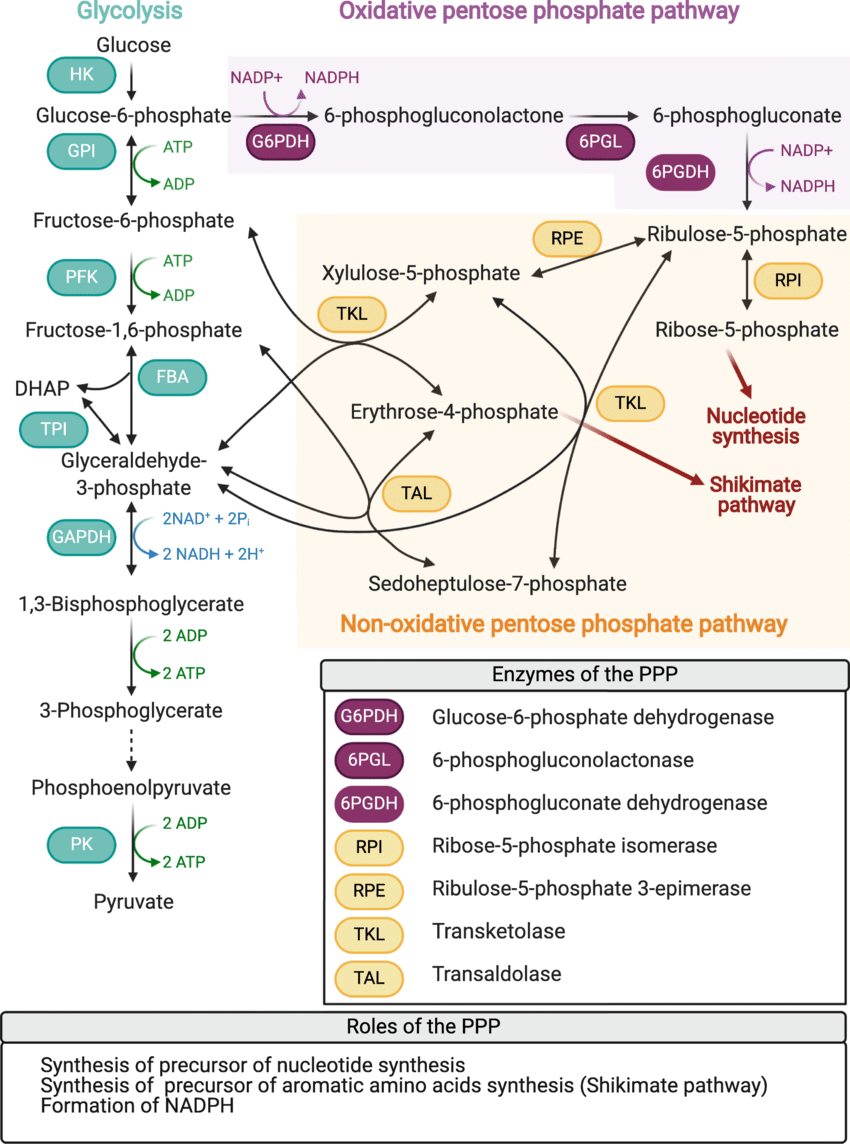 Glycolysis
Oxidative pentose phosphate pathway
Glucose
HK
NADP+
NADPH
Glucose-6-phosphate
6-phosphogluconolactone
6-phosphogluconate
G6PDH
6PGL
GPI
ATP
ADP
6PGDH
NADP+
NADPH
Fructose-6-phosphate
RPE
Ribulose-5-phosphate
PFK
ATP
ADP
Xylulose-5-phosphate
RPI
TKL
Fructose-1,6-phosphate
Ribose-5-phosphate
FBA
DHAP
TPI
Erythrose-4-phosphate
TKL
Nucleotide
synthesis
Glyceraldehyde-
3-phosphate
TAL
Shikimate
pathway
GAPDH
2NAD⁺ + 2Pᵢ
2 NADH + 2H⁺
Sedoheptulose-7-phosphate
1,3-Bisphosphoglycerate
Non-oxidative pentose phosphate pathway
2 ADP
2 ATP
3-Phosphoglycerate
Phosphoenolpyruvate
PK
2 ADP
2 ATP
Pyruvate
Enzymes of the PPP
G6PDH Glucose-6-phosphate dehydrogenase
6PGL 6-phosphogluconolactonase
6PGDH 6-phosphogluconate dehydrogenase
RPI Ribose-5-phosphate isomerase
RPE Ribulose-5-phosphate 3-epimerase
TKL Transketolase
TAL Transaldolase
Roles of the PPP
Synthesis of precursor of nucleotide synthesis
Synthesis of precursor of aromatic amino acids synthesis (Shikimate pathway)
Formation of NADPH